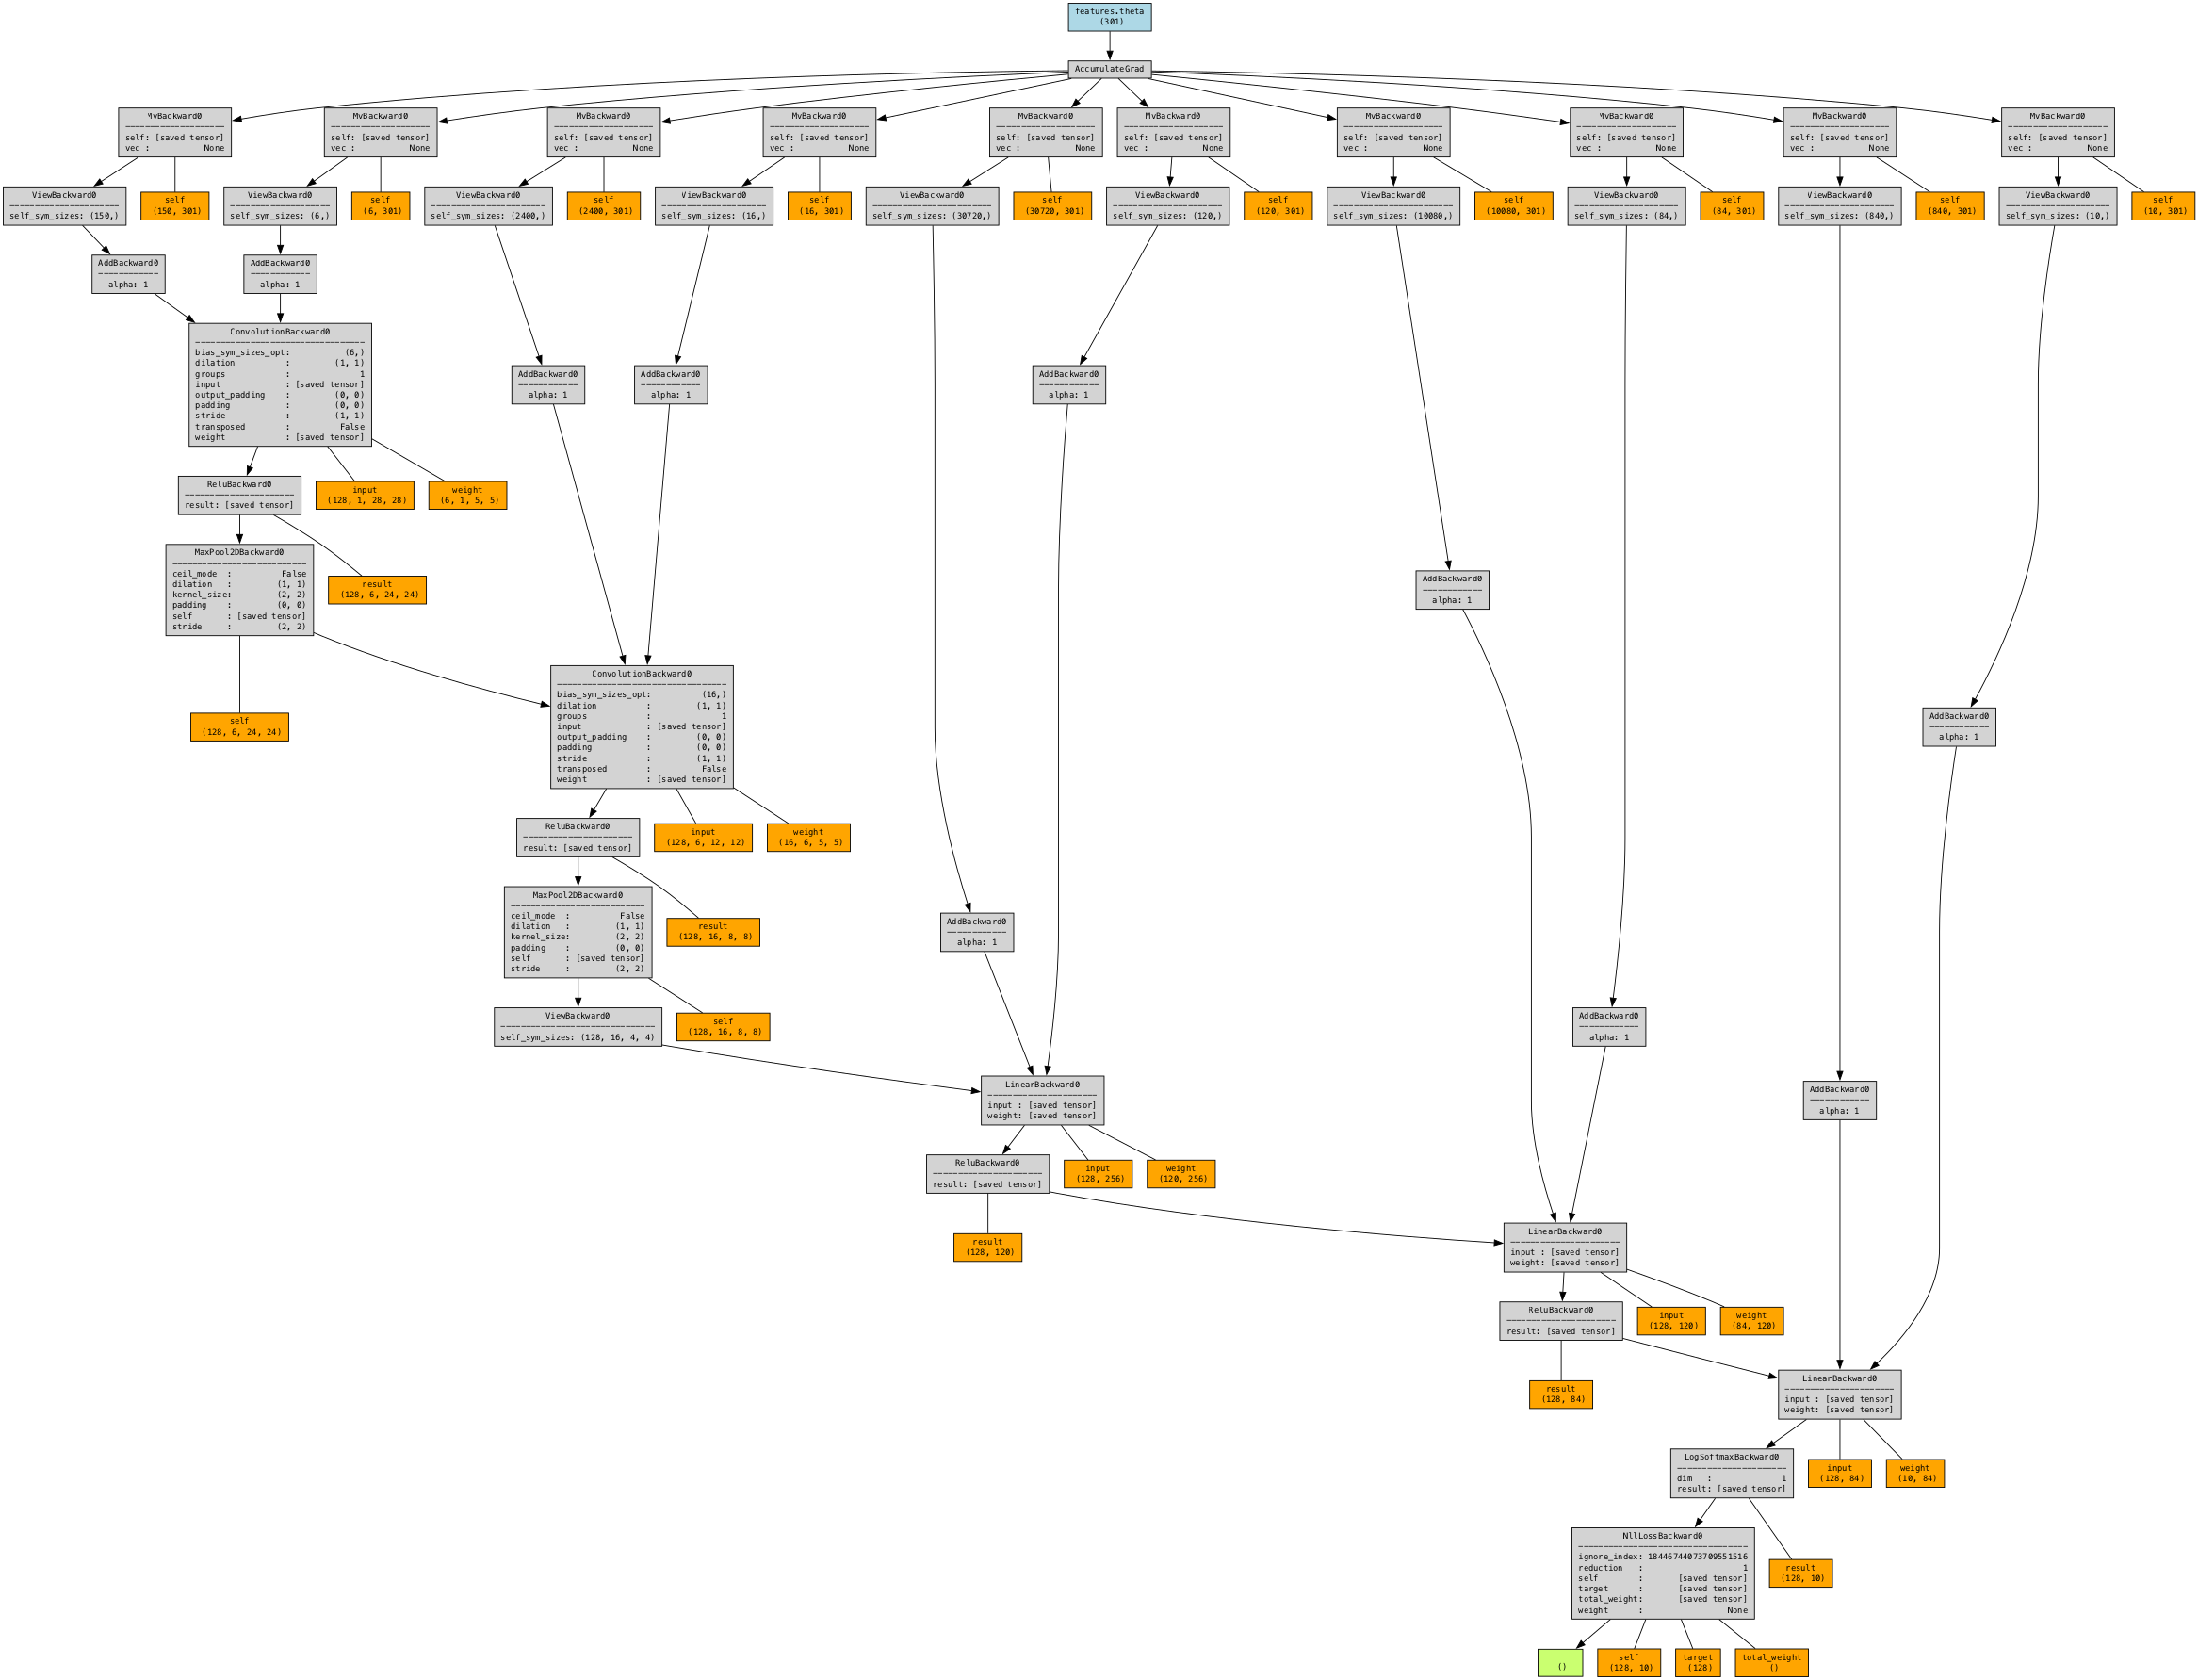 features.theta
(301)
AccumulateGrad
MvBackward0
--------------------
self: [saved tensor]
vec : None
MvBackward0
--------------------
self: [saved tensor]
vec : None
MvBackward0
--------------------
self: [saved tensor]
vec : None
MvBackward0
--------------------
self: [saved tensor]
vec : None
MvBackward0
--------------------
self: [saved tensor]
vec : None
MvBackward0
--------------------
self: [saved tensor]
vec : None
MvBackward0
--------------------
self: [saved tensor]
vec : None
MvBackward0
--------------------
self: [saved tensor]
vec : None
MvBackward0
--------------------
self: [saved tensor]
vec : None
MvBackward0
--------------------
self: [saved tensor]
vec : None
ViewBackward0
----------------------
self_sym_sizes: (150,)
self
(150, 301)
ViewBackward0
--------------------
self_sym_sizes: (6,)
self
(6, 301)
ViewBackward0
-----------------------
self_sym_sizes: (2400,)
self
(2400, 301)
ViewBackward0
---------------------
self_sym_sizes: (16,)
self
(16, 301)
ViewBackward0
------------------------
self_sym_sizes: (30720,)
self
(30720, 301)
ViewBackward0
----------------------
self_sym_sizes: (120,)
self
(120, 301)
ViewBackward0
------------------------
self_sym_sizes: (10080,)
self
(10080, 301)
ViewBackward0
---------------------
self_sym_sizes: (84,)
self
(84, 301)
ViewBackward0
----------------------
self_sym_sizes: (840,)
self
(840, 301)
ViewBackward0
---------------------
self_sym_sizes: (10,)
self
(10, 301)
AddBackward0
------------
alpha: 1
AddBackward0
------------
alpha: 1
ConvolutionBackward0
----------------------------------
bias_sym_sizes_opt: (6,)
dilation : (1, 1)
groups : 1
input : [saved tensor]
output_padding : (0, 0)
padding : (0, 0)
stride : (1, 1)
transposed : False
weight : [saved tensor]
AddBackward0
------------
alpha: 1
AddBackward0
------------
alpha: 1
AddBackward0
------------
alpha: 1
ReluBackward0
----------------------
result: [saved tensor]
input
(128, 1, 28, 28)
weight
(6, 1, 5, 5)
MaxPool2DBackward0
---------------------------
ceil_mode : False
dilation : (1, 1)
kernel_size: (2, 2)
padding : (0, 0)
self : [saved tensor]
stride : (2, 2)
result
(128, 6, 24, 24)
AddBackward0
------------
alpha: 1
self
(128, 6, 24, 24)
ConvolutionBackward0
----------------------------------
bias_sym_sizes_opt: (16,)
dilation : (1, 1)
groups : 1
input : [saved tensor]
output_padding : (0, 0)
padding : (0, 0)
stride : (1, 1)
transposed : False
weight : [saved tensor]
AddBackward0
------------
alpha: 1
ReluBackward0
----------------------
result: [saved tensor]
input
(128, 6, 12, 12)
weight
(16, 6, 5, 5)
MaxPool2DBackward0
---------------------------
ceil_mode : False
dilation : (1, 1)
kernel_size: (2, 2)
padding : (0, 0)
self : [saved tensor]
stride : (2, 2)
result
(128, 16, 8, 8)
AddBackward0
------------
alpha: 1
ViewBackward0
-------------------------------
self_sym_sizes: (128, 16, 4, 4)
self
(128, 16, 8, 8)
AddBackward0
------------
alpha: 1
LinearBackward0
----------------------
input : [saved tensor]
weight: [saved tensor]
AddBackward0
------------
alpha: 1
ReluBackward0
----------------------
result: [saved tensor]
input
(128, 256)
weight
(120, 256)
result
(128, 120)
LinearBackward0
----------------------
input : [saved tensor]
weight: [saved tensor]
ReluBackward0
----------------------
result: [saved tensor]
input
(128, 120)
weight
(84, 120)
result
(128, 84)
LinearBackward0
----------------------
input : [saved tensor]
weight: [saved tensor]
LogSoftmaxBackward0
----------------------
dim : 1
result: [saved tensor]
input
(128, 84)
weight
(10, 84)
NllLossBackward0
----------------------------------
ignore_index: 18446744073709551516
reduction : 1
self : [saved tensor]
target : [saved tensor]
total_weight: [saved tensor]
weight : None
result
(128, 10)
()
self
(128, 10)
target
(128)
total_weight
()